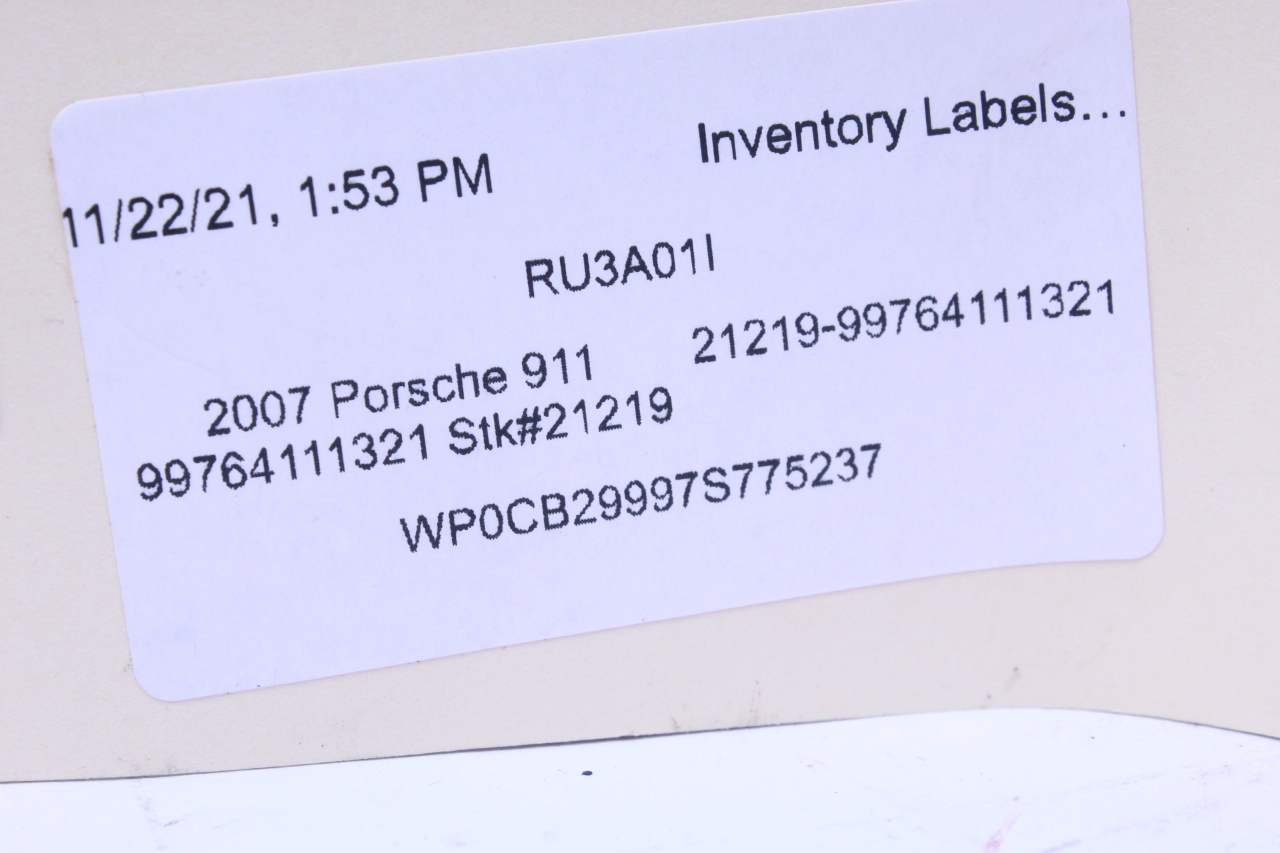 11/22/21, 1:53 PM Inventory Labels...
RU3A01I
2007 Porsche 911 21219-99764111321
99764111321 Stk#21219
WP0CB29997S775237